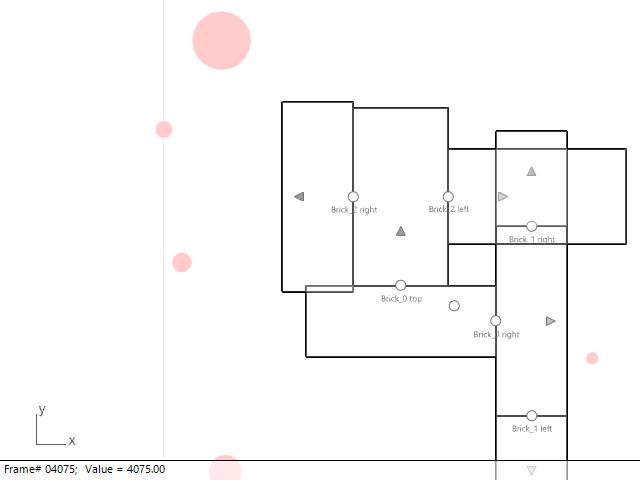 Brick_2 right
Brick_2 left
Brick_1 right
Brick_0 top
Brick_0 right
y
x
Brick_1 left
Frame# 04075; Value = 4075.00